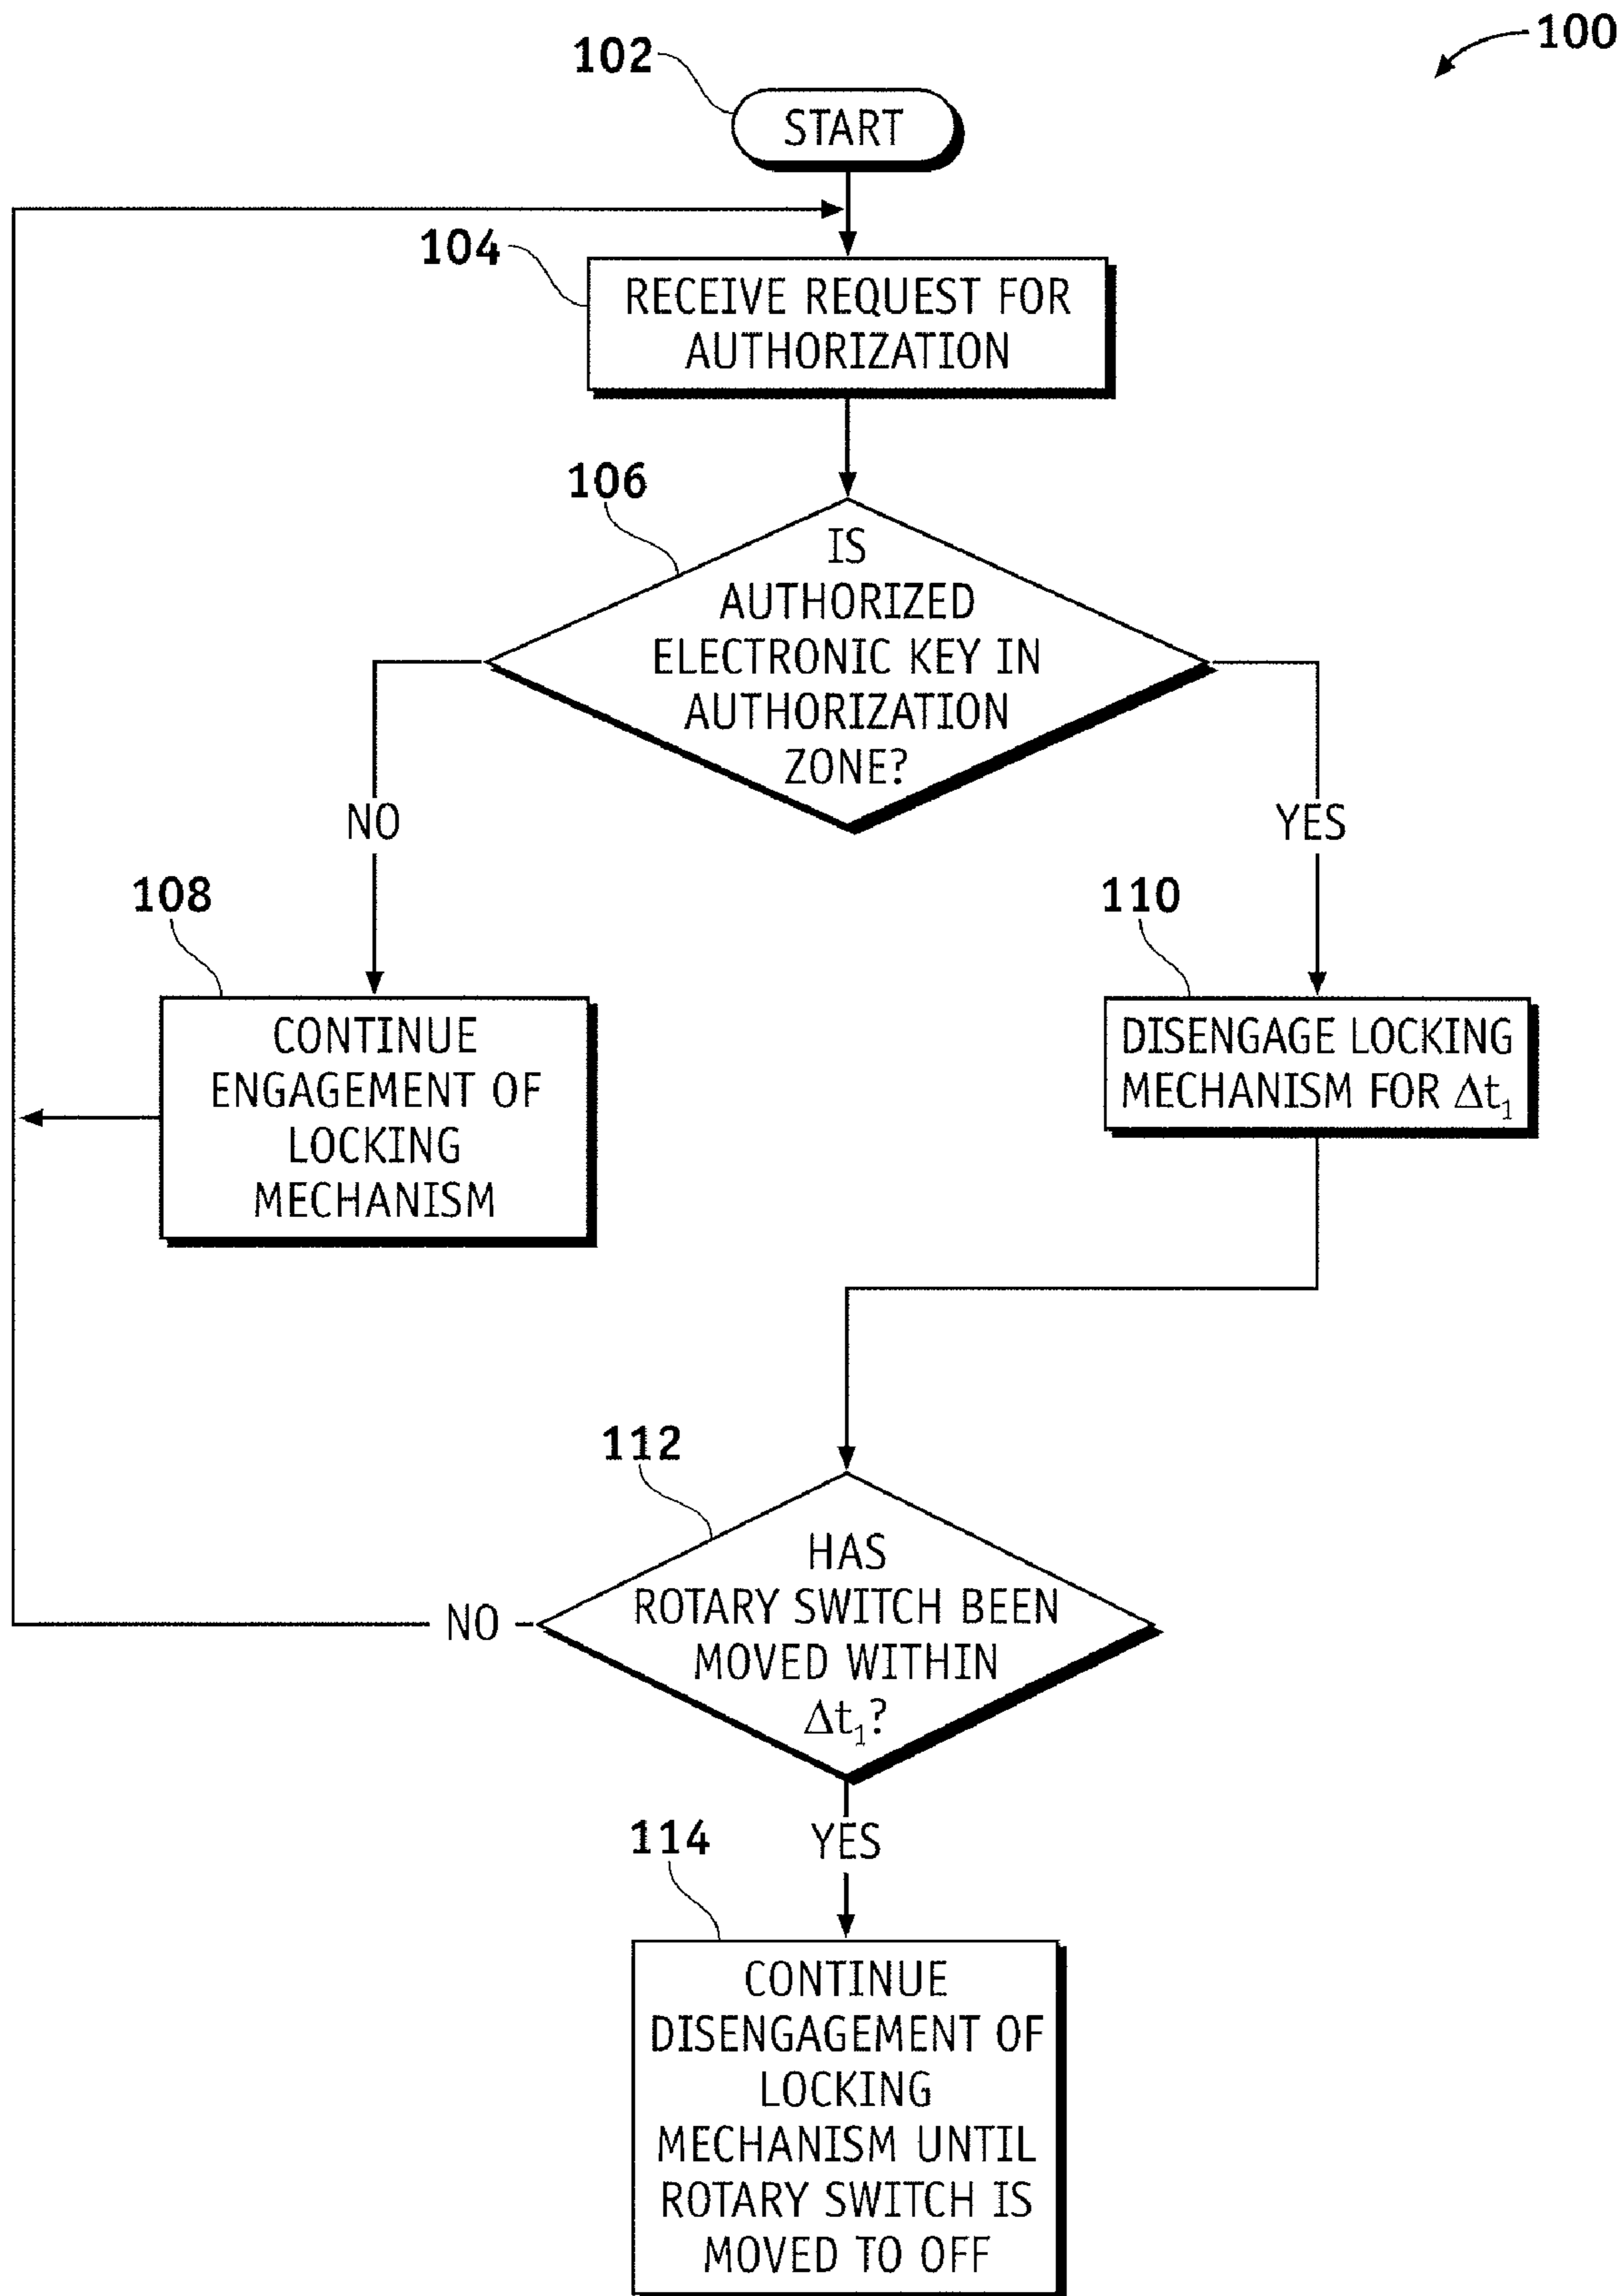 100
102
START
104
RECEIVE REQUEST FOR
AUTHORIZATION
106
IS
AUTHORIZED
ELECTRONIC KEY IN
AUTHORIZATION
ZONE?
NO
YES
108
CONTINUE
ENGAGEMENT OF
LOCKING
MECHANISM
110
DISENGAGE LOCKING
MECHANISM FOR Δt₁
112
HAS
ROTARY SWITCH BEEN
MOVED WITHIN
Δt₁?
NO
YES
114
CONTINUE
DISENGAGEMENT OF
LOCKING
MECHANISM UNTIL
ROTARY SWITCH IS
MOVED TO OFF